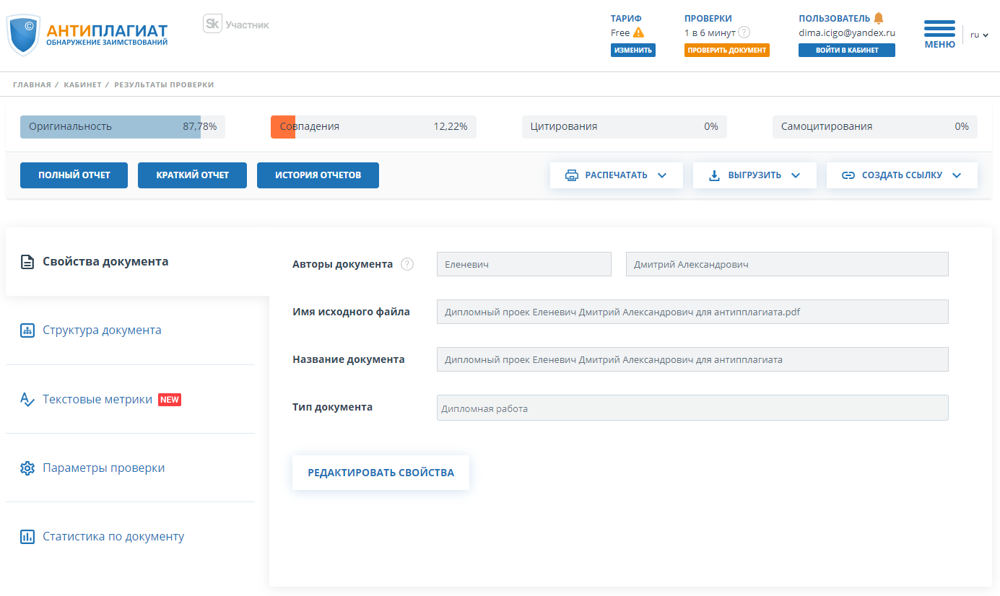 ©
АНТИПЛАГИАТ
ОБНАРУЖЕНИЕ ЗАИМСТВОВАНИЙ
Sk Участник
ТАРИФ
Free
ИЗМЕНИТЬ
ПРОВЕРКИ
1 в 6 минут ?
ПРОВЕРИТЬ ДОКУМЕНТ
ПОЛЬЗОВАТЕЛЬ
dima.icigo@yandex.ru
ВОЙТИ В КАБИНЕТ
МЕНЮ
ru
ГЛАВНАЯ / КАБИНЕТ / РЕЗУЛЬТАТЫ ПРОВЕРКИ
Оригинальность 87,78%
Совпадения 12,22%
Цитирования 0%
Самоцитирования 0%
ПОЛНЫЙ ОТЧЕТ
КРАТКИЙ ОТЧЕТ
ИСТОРИЯ ОТЧЕТОВ
РАСПЕЧАТАТЬ
ВЫГРУЗИТЬ
СОЗДАТЬ ССЫЛКУ
Свойства документа
Структура документа
Текстовые метрики NEW
Параметры проверки
Статистика по документу
Авторы документа ? Еленевич Дмитрий Александрович
Имя исходного файла Дипломный проек Еленевич Дмитрий Александрович для антипплагиата.pdf
Название документа Дипломный проек Еленевич Дмитрий Александрович для антипплагиата
Тип документа Дипломная работа
РЕДАКТИРОВАТЬ СВОЙСТВА